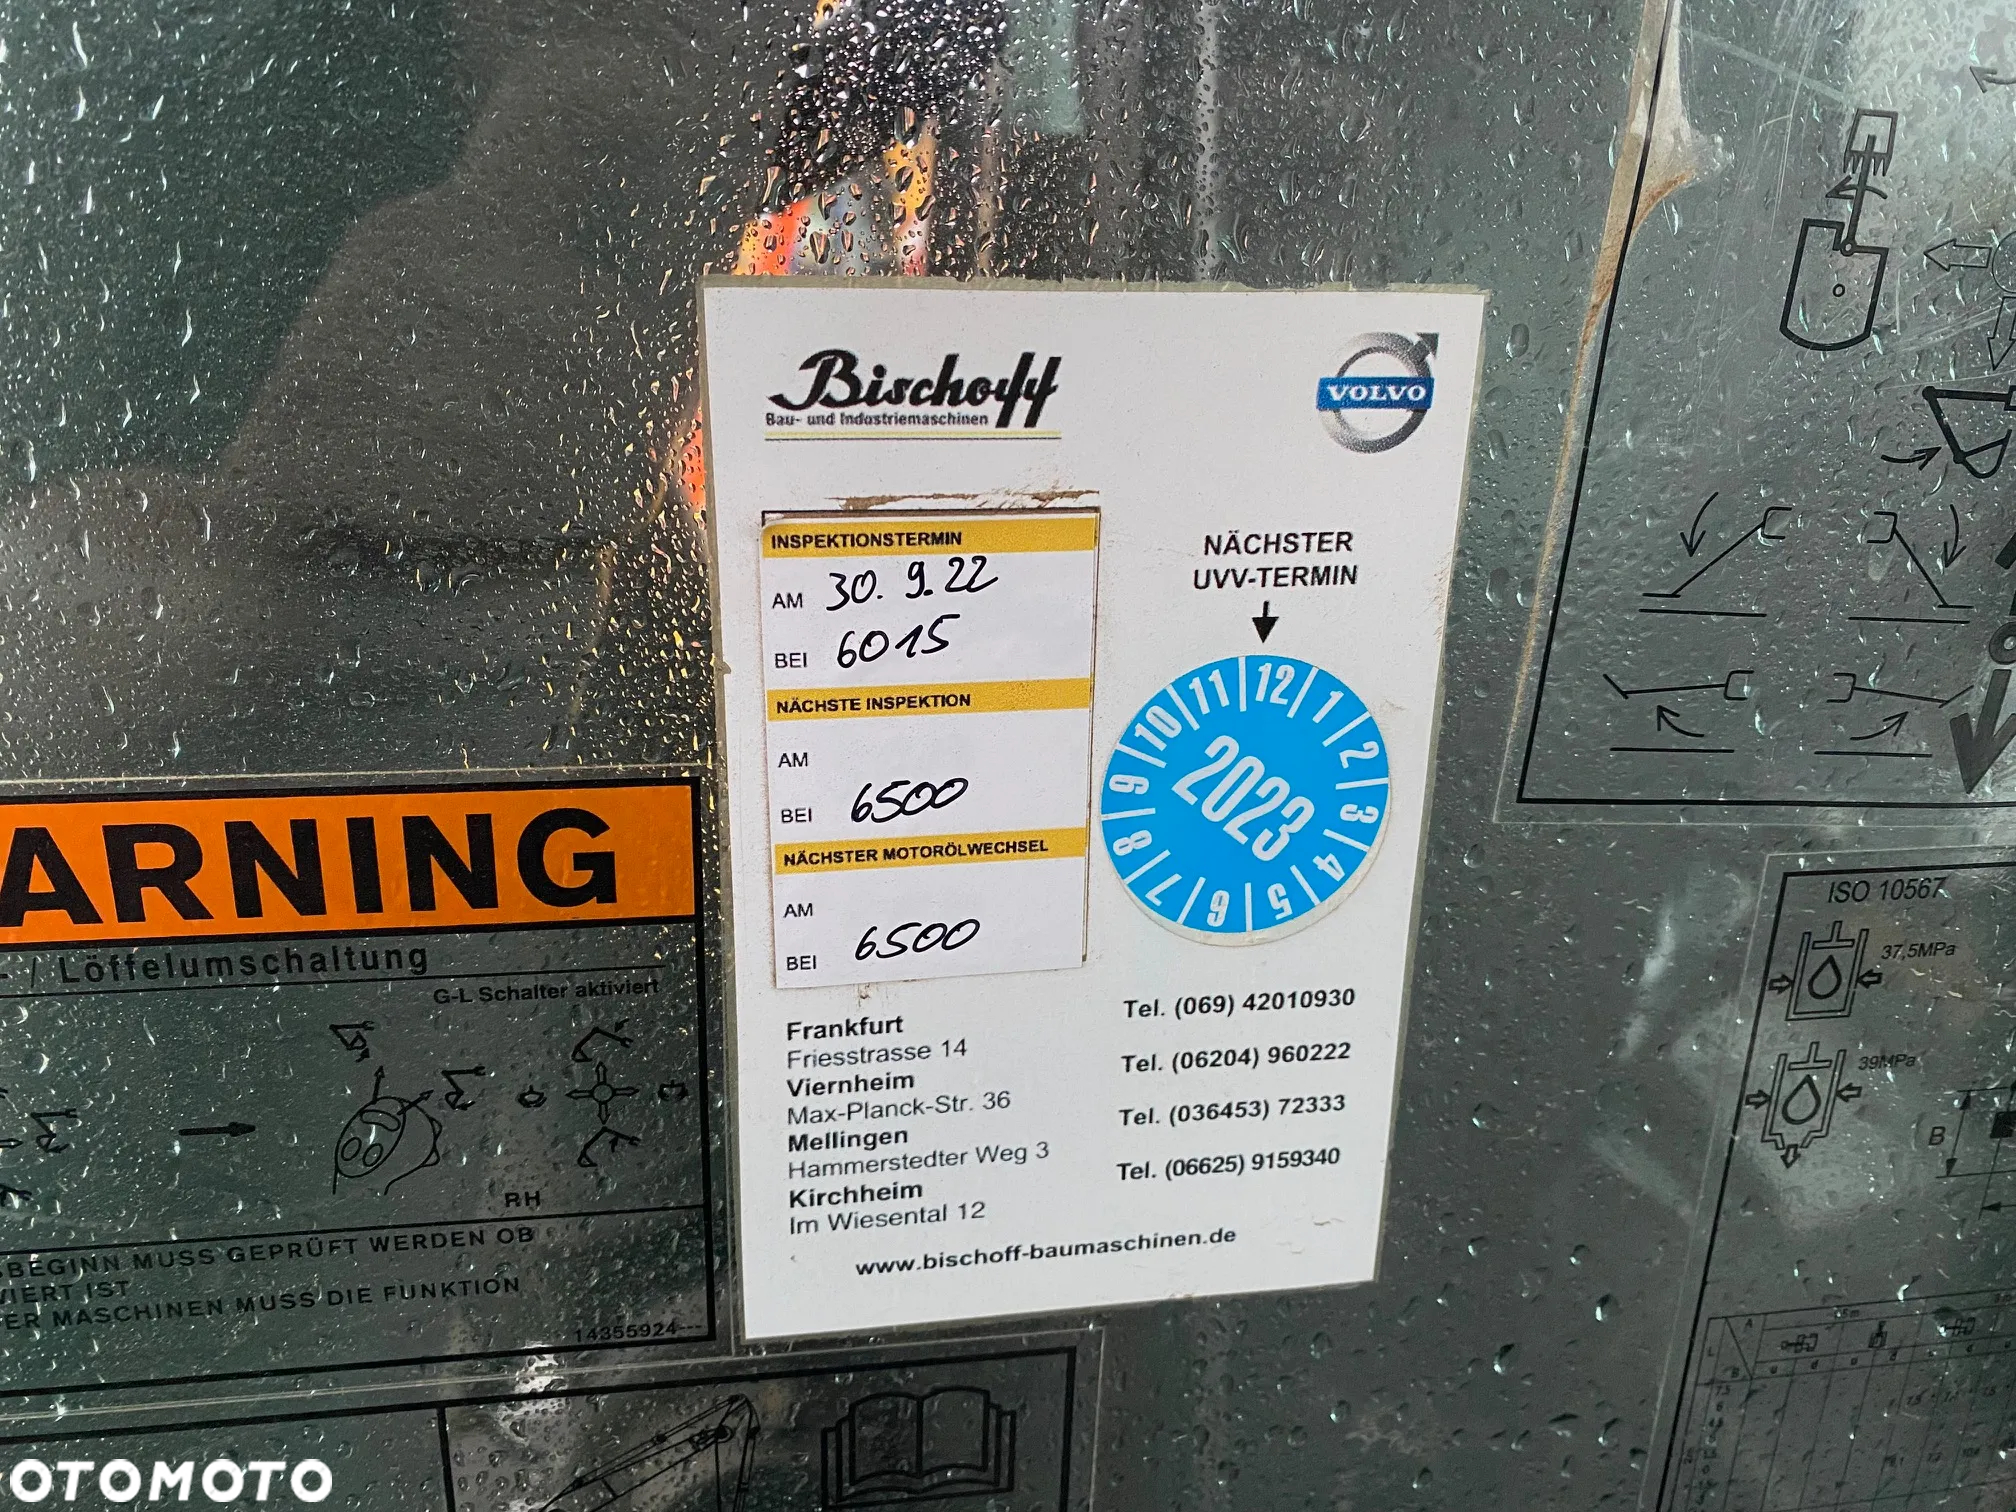 Bischoff
Bau- und Industriemaschinen
VOLVO
INSPEKTIONSTERMIN
AM 30. 9. 22
BEI 6015
NÄCHSTE INSPEKTION
AM
BEI 6500
NÄCHSTER MOTORÖLWECHSEL
AM
BEI 6500
NÄCHSTER
UVV-TERMIN
12 1 2 3 4 5 6 7 8 9 10 11
2023
Frankfurt
Friesstrasse 14 Tel. (069) 42010930
Viernheim
Max-Planck-Str. 36 Tel. (06204) 960222
Mellingen
Hammerstedter Weg 3 Tel. (036453) 72333
Kirchheim
Im Wiesental 12 Tel. (06625) 9159340
www.bischoff-baumaschinen.de
ARNING
- / Löffelumschaltung
G-L Schalter aktiviert
RH
BEGINN MUSS GEPRÜFT WERDEN OB
IERT IST
ER MASCHINEN MUSS DIE FUNKTION
14355924
ISO 10567
37,5MPa
39MPa
B
OTOMOTO